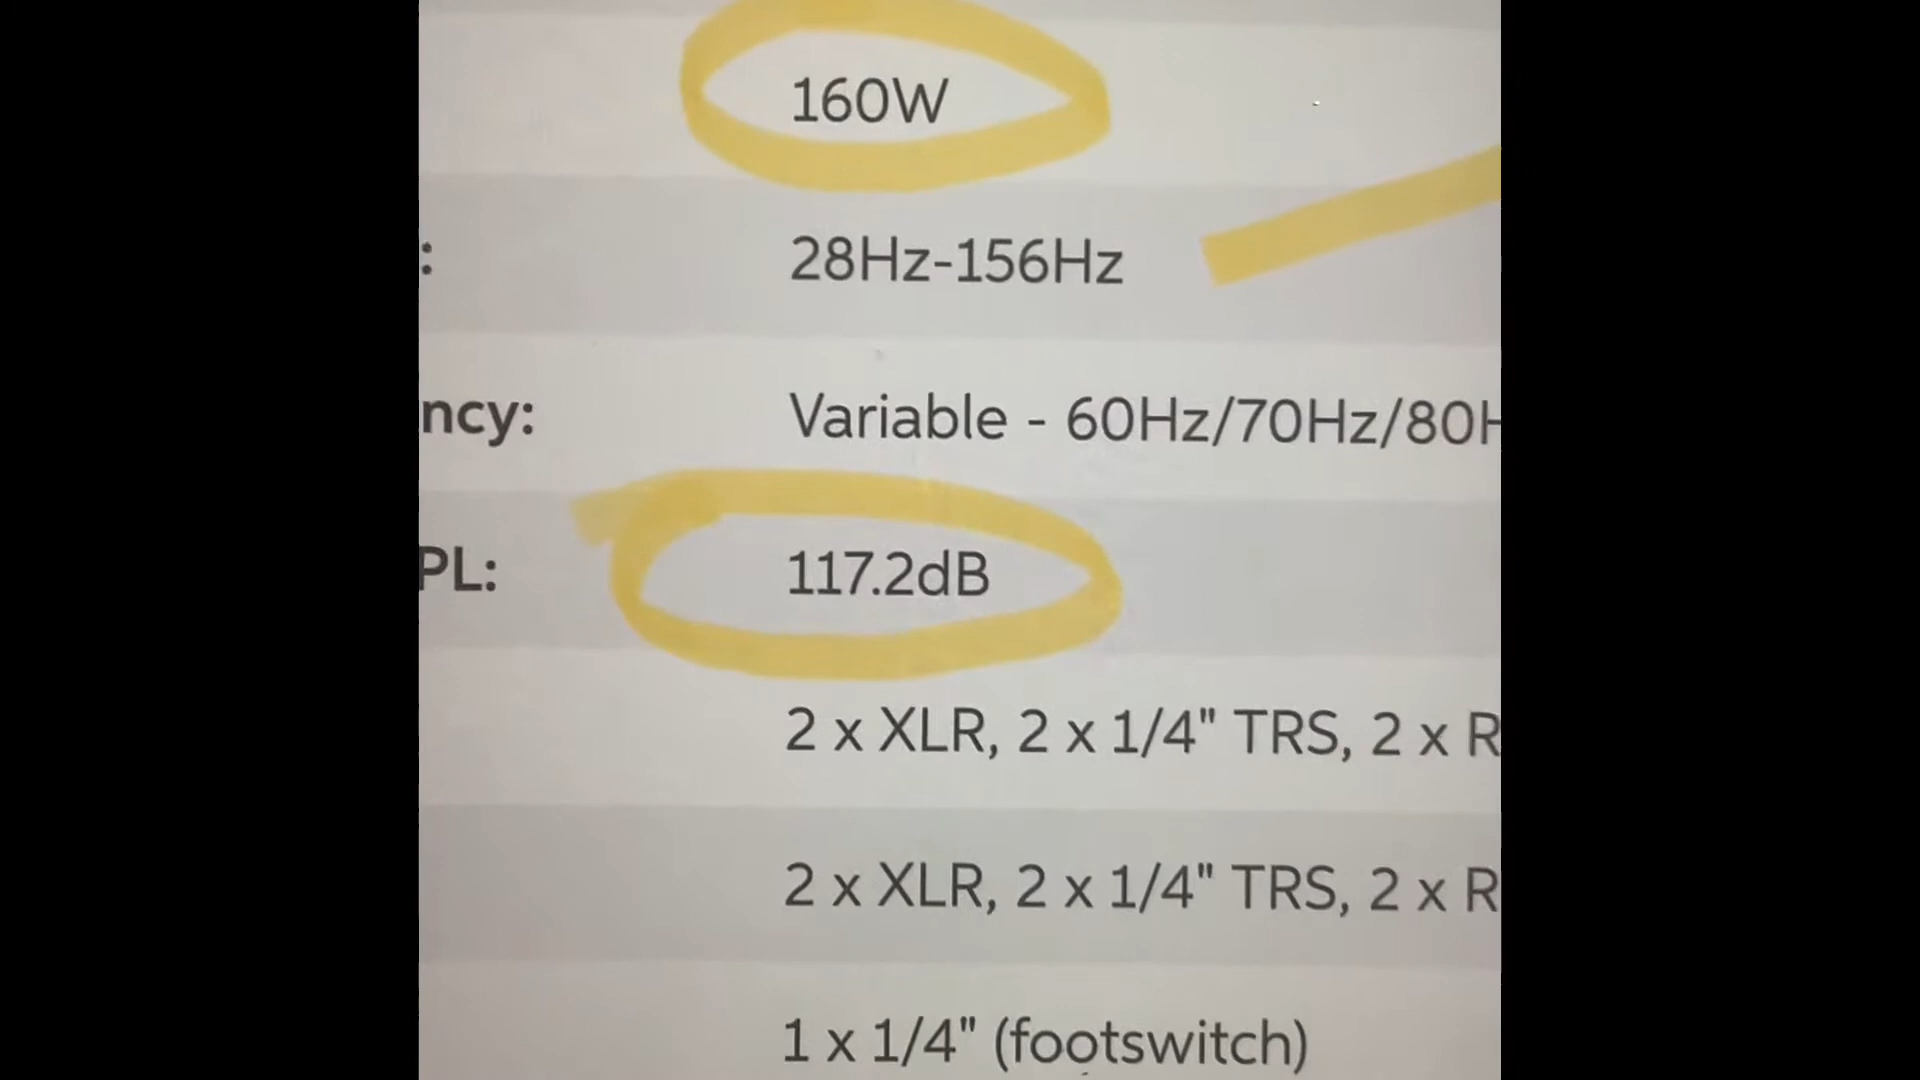 160W
: 28Hz-156Hz
ncy: Variable - 60Hz/70Hz/80H
PL: 117.2dB
2 x XLR, 2 x 1/4" TRS, 2 x R
2 x XLR, 2 x 1/4" TRS, 2 x R
1 x 1/4" (footswitch)